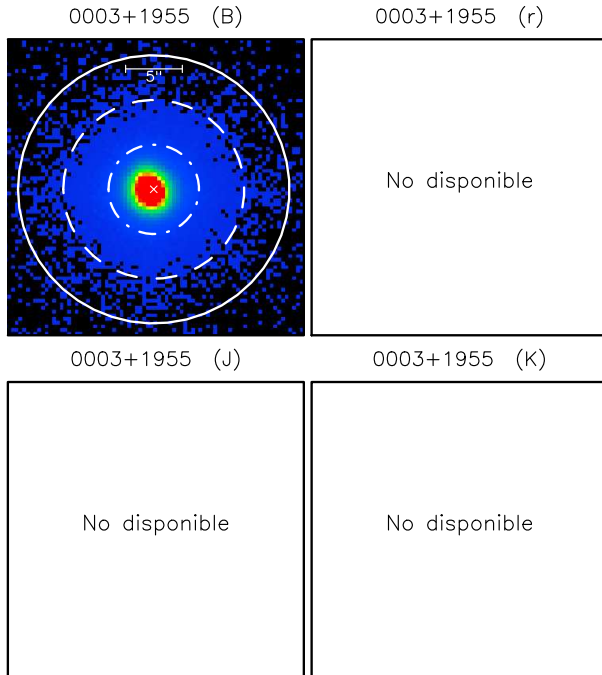 0003+1955 (B)
0003+1955 (r)
5"
No disponible
0003+1955 (J)
0003+1955 (K)
No disponible
No disponible